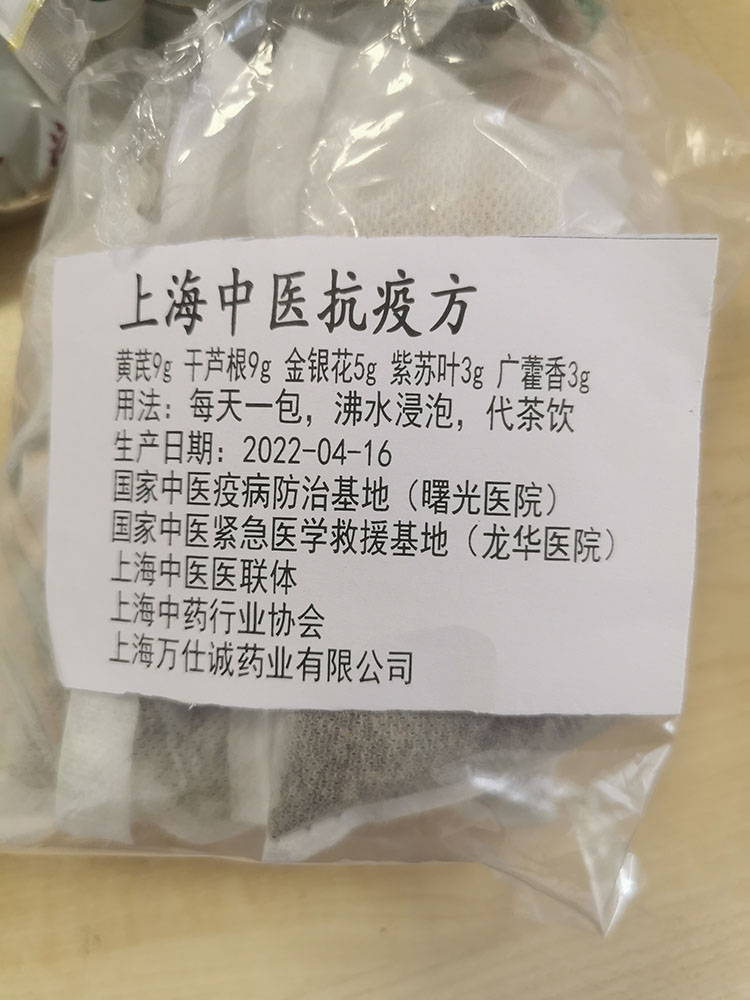 上海中医抗疫方
黄芪9g 干芦根9g 金银花5g 紫苏叶3g 广藿香3g
用法：每天一包，沸水浸泡，代茶饮
生产日期：2022-04-16
国家中医疫病防治基地（曙光医院）
国家中医紧急医学救援基地（龙华医院）
上海中医医联体
上海中药行业协会
上海万仕诚药业有限公司